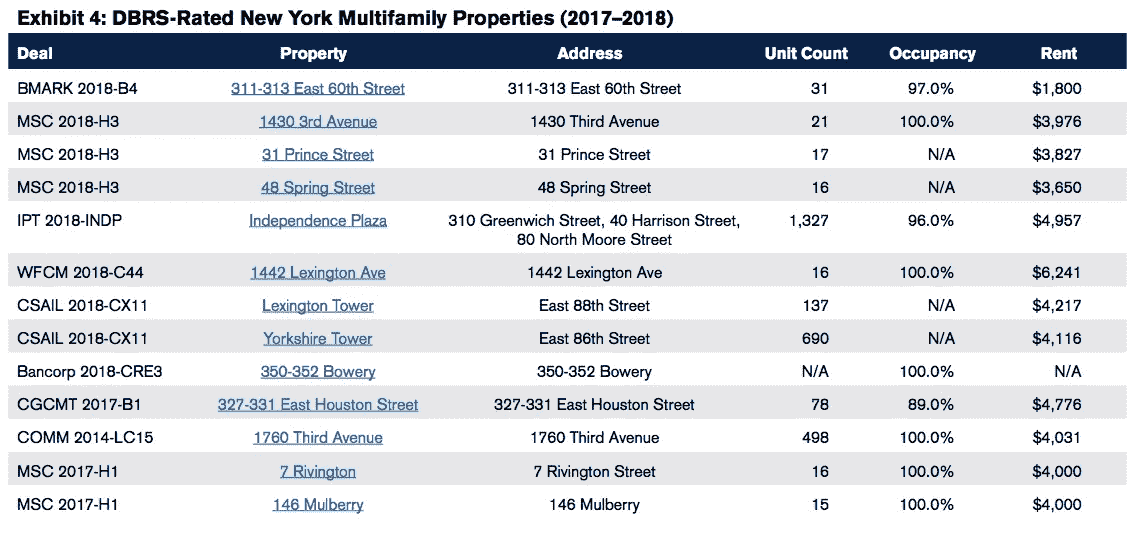 Exhibit 4: DBRS-Rated New York Multifamily Properties (2017–2018)
Deal Property Address Unit Count Occupancy Rent
BMARK 2018-B4 311-313 East 60th Street 311-313 East 60th Street 31 97.0% $1,800
MSC 2018-H3 1430 3rd Avenue 1430 Third Avenue 21 100.0% $3,976
MSC 2018-H3 31 Prince Street 31 Prince Street 17 N/A $3,827
MSC 2018-H3 48 Spring Street 48 Spring Street 16 N/A $3,650
IPT 2018-INDP Independence Plaza 310 Greenwich Street, 40 Harrison Street, 1,327 96.0% $4,957
80 North Moore Street
WFCM 2018-C44 1442 Lexington Ave 1442 Lexington Ave 16 100.0% $6,241
CSAIL 2018-CX11 Lexington Tower East 88th Street 137 N/A $4,217
CSAIL 2018-CX11 Yorkshire Tower East 86th Street 690 N/A $4,116
Bancorp 2018-CRE3 350-352 Bowery 350-352 Bowery N/A 100.0% N/A
CGCMT 2017-B1 327-331 East Houston Street 327-331 East Houston Street 78 89.0% $4,776
COMM 2014-LC15 1760 Third Avenue 1760 Third Avenue 498 100.0% $4,031
MSC 2017-H1 7 Rivington 7 Rivington Street 16 100.0% $4,000
MSC 2017-H1 146 Mulberry 146 Mulberry 15 100.0% $4,000